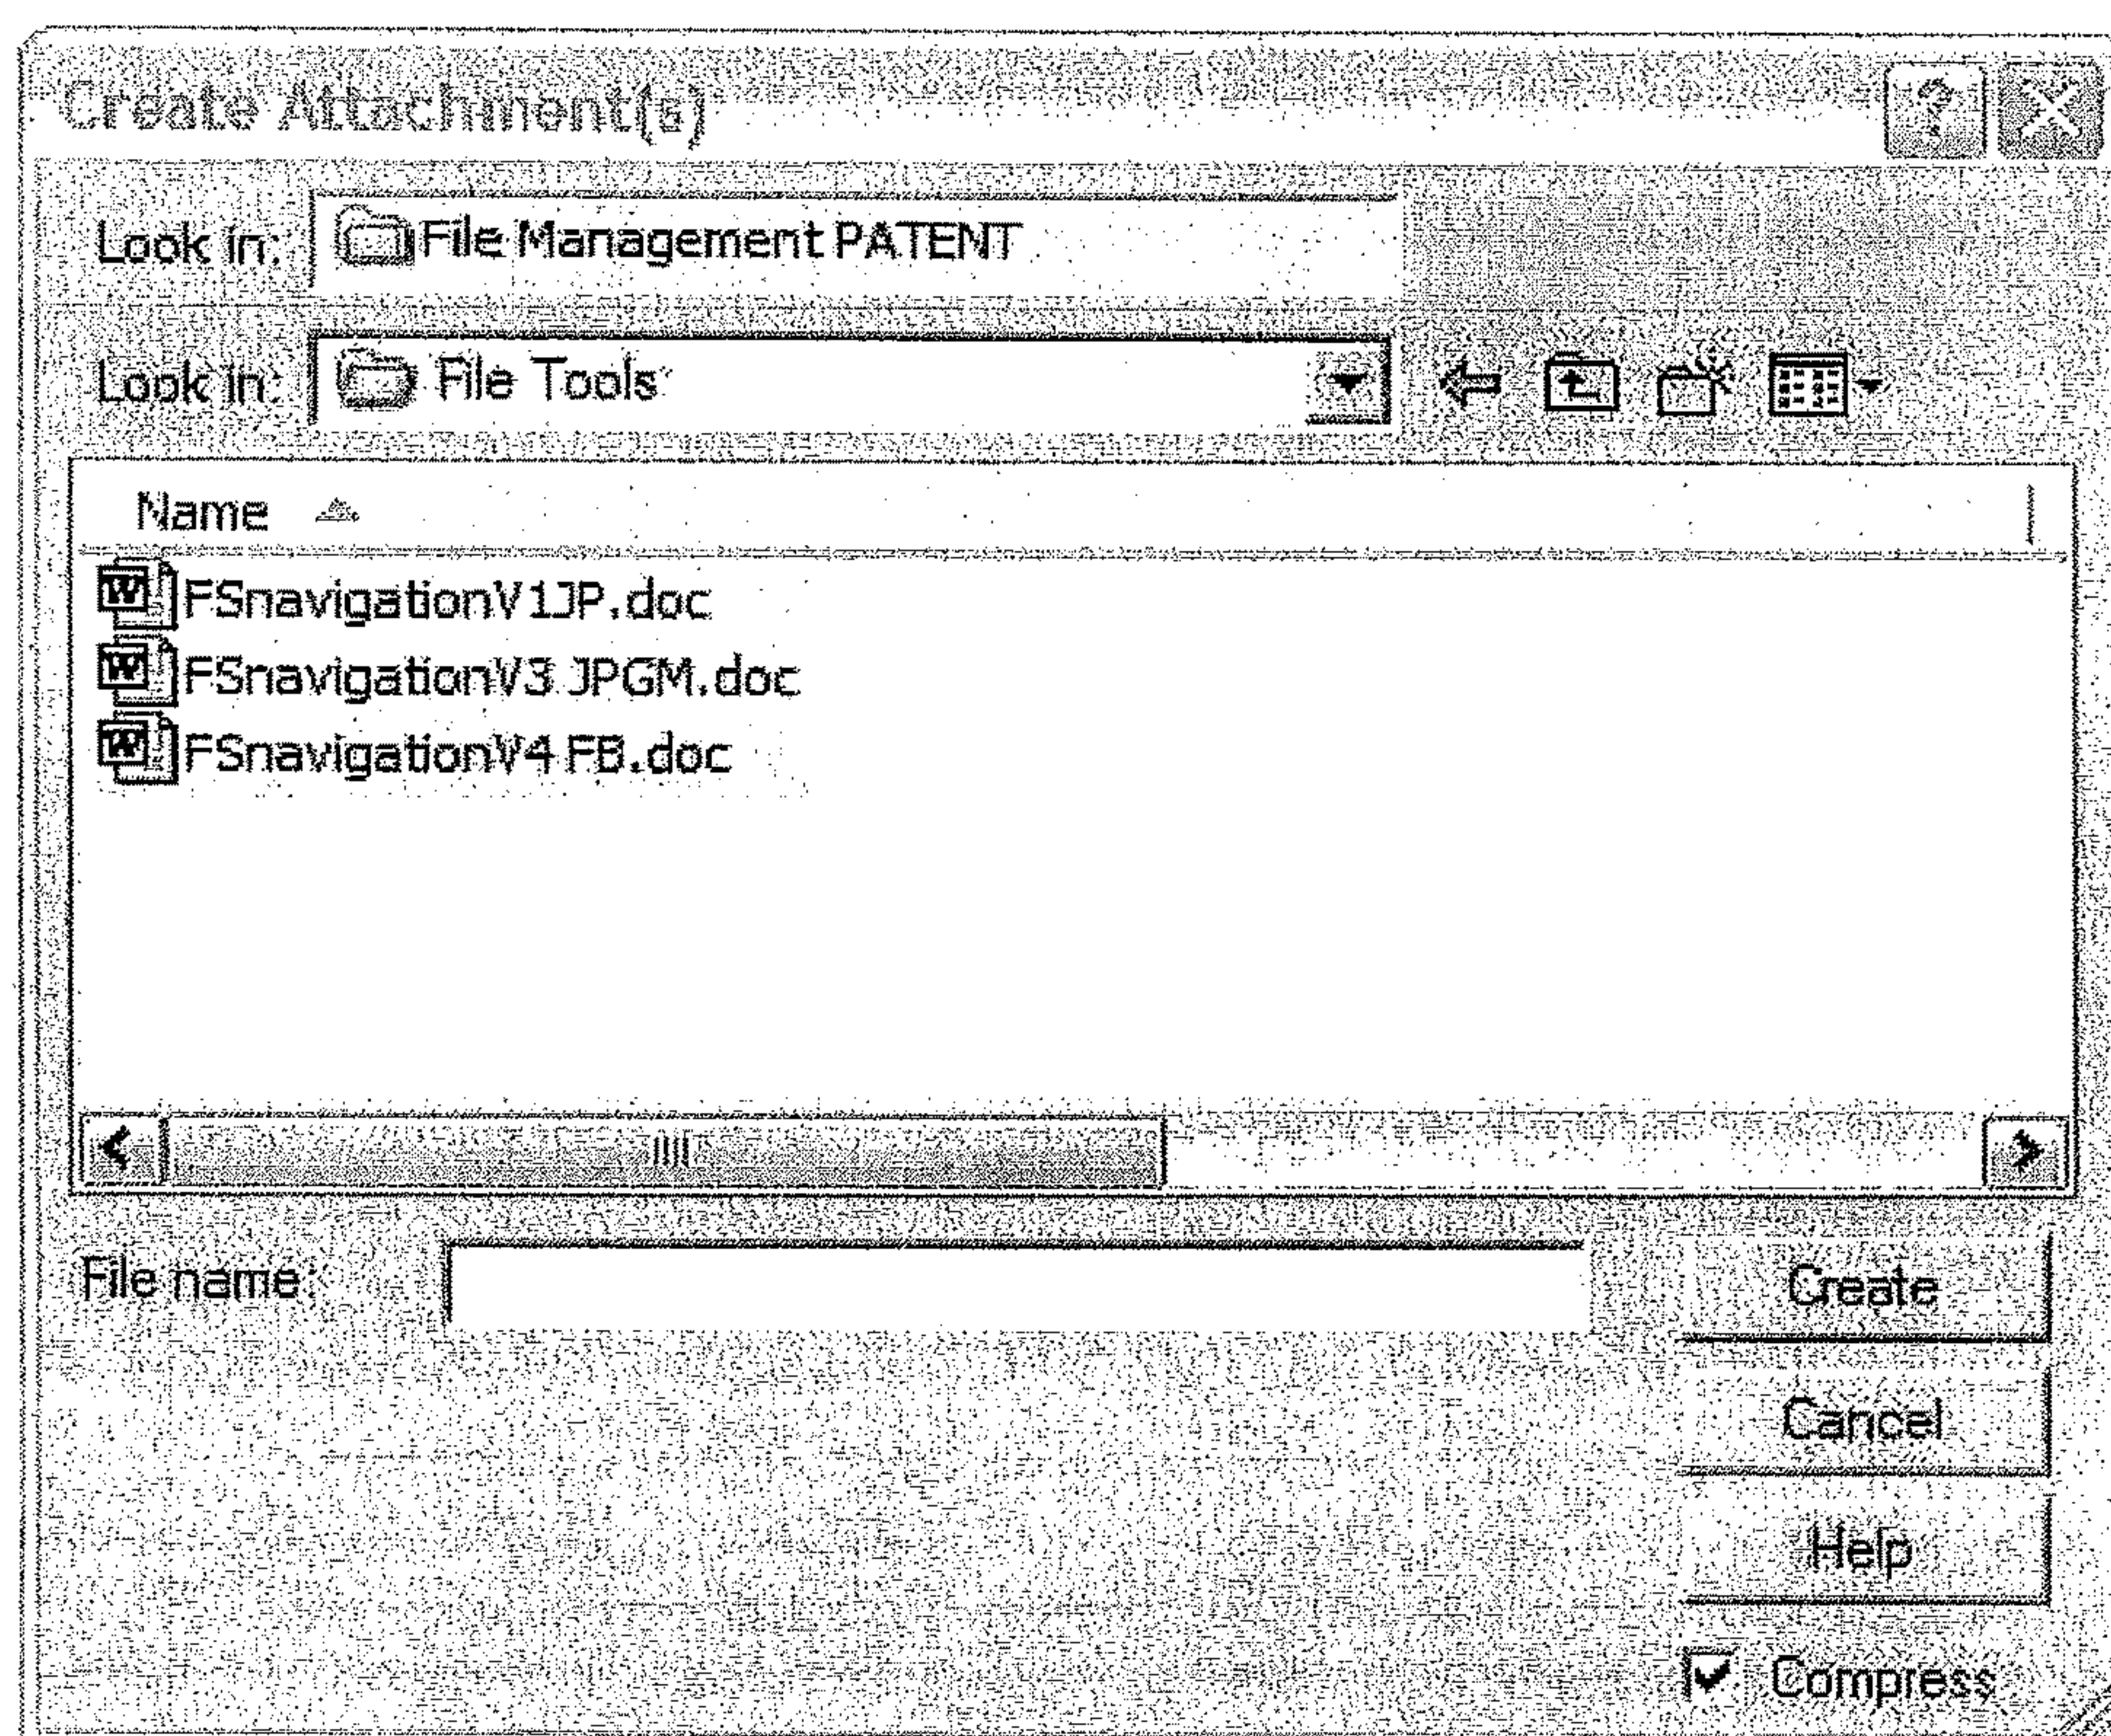 Create Attachment(s)
Look in: File Management PATENT
Look in: File Tools
Name
FSnavigationV1JP.doc
FSnavigationV3 JPGM.doc
FSnavigationV4 FB.doc
File name:
Create
Cancel
Help
Compress